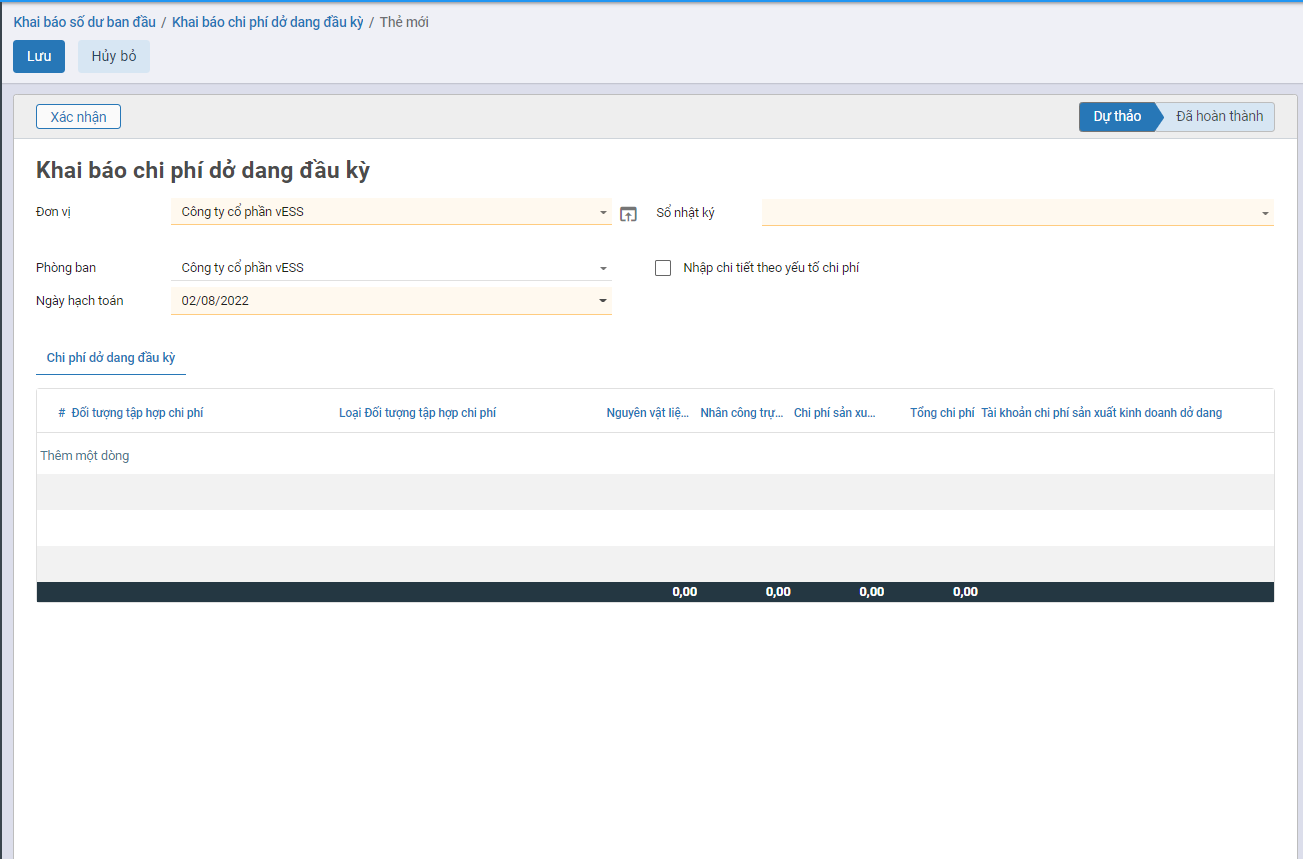 Khai báo số dư ban đầu / Khai báo chi phí dở dang đầu kỳ / Thẻ mới
Lưu Hủy bỏ
Xác nhận Dự thảo Đã hoàn thành
Khai báo chi phí dở dang đầu kỳ
Đơn vị Công ty cổ phần vESS Sổ nhật ký
Phòng ban Công ty cổ phần vESS Nhập chi tiết theo yếu tố chi phí
Ngày hạch toán 02/08/2022
Chi phí dở dang đầu kỳ
# Đối tượng tập hợp chi phí Loại Đối tượng tập hợp chi phí Nguyên vật liệ... Nhân công trự... Chi phí sản xu... Tổng chi phí Tài khoản chi phí sản xuất kinh doanh dở dang
Thêm một dòng
0,00 0,00 0,00 0,00